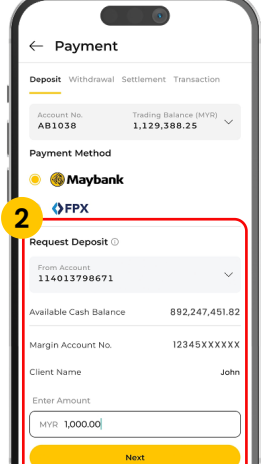 ← Payment
Deposit Withdrawal Settlement Transaction
Account No. Trading Balance (MYR)
AB1038 1,129,388.25
Payment Method
Maybank
FPX
2
Request Deposit
From Account
114013798671
Available Cash Balance 892,247,451.82
Margin Account No. 12345XXXXXX
Client Name John
Enter Amount
MYR 1,000.00
Next